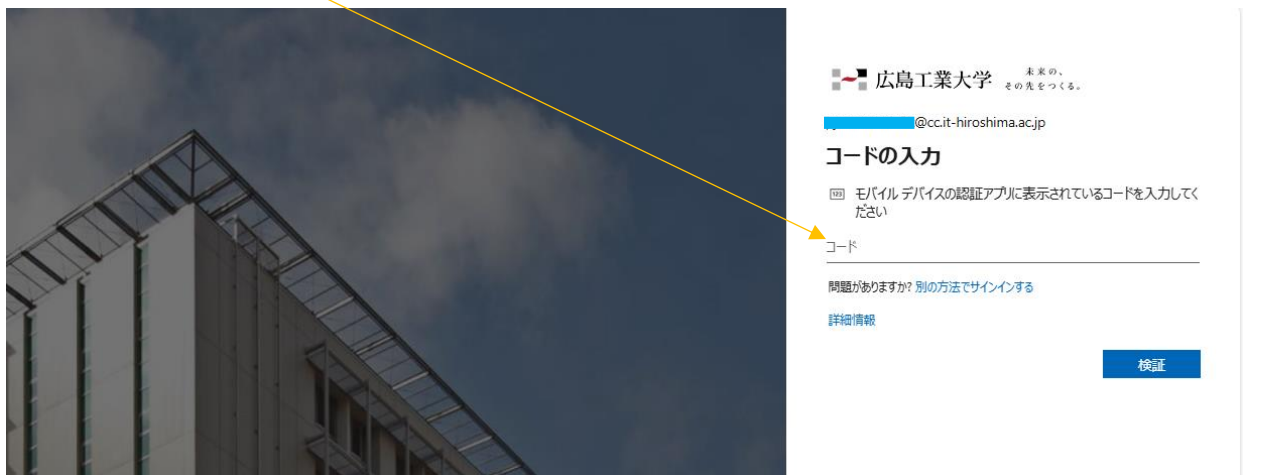 広島工業大学 未来の、
その先をつくる。
@cc.it-hiroshima.ac.jp
コードの入力
123 モバイル デバイスの認証アプリに表示されているコードを入力してく
ださい
コード
問題がありますか? 別の方法でサインインする
詳細情報
検証